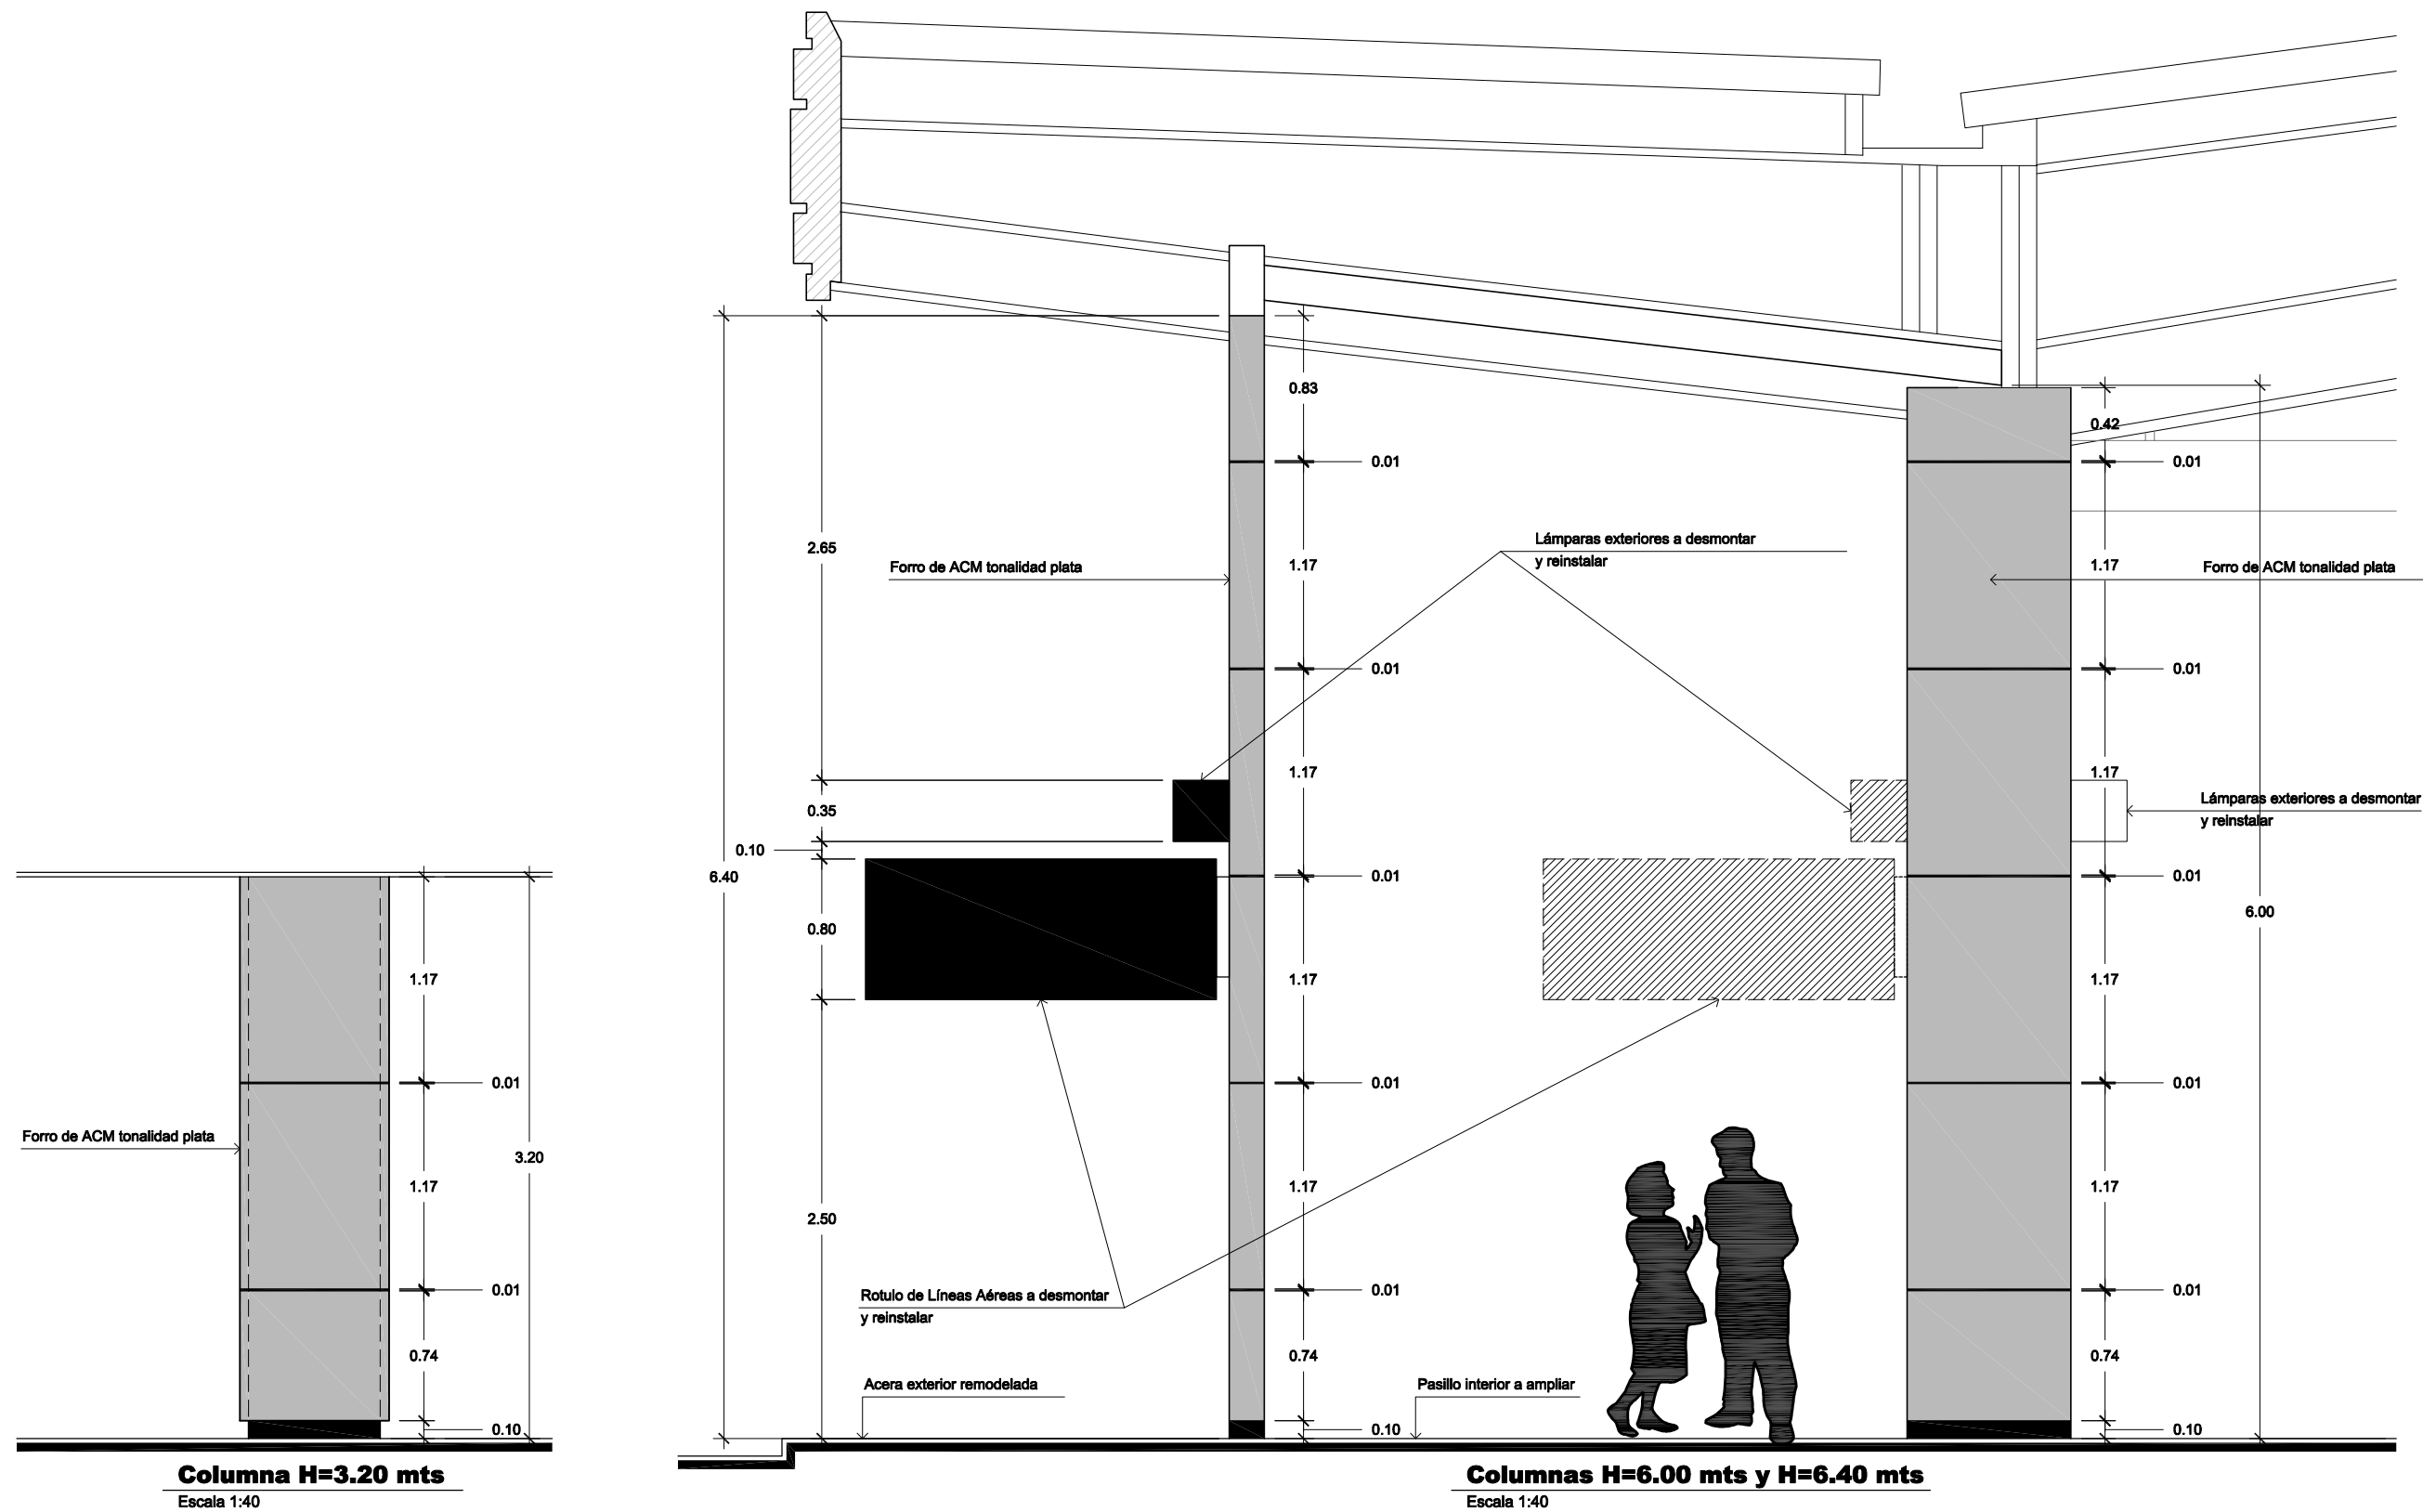 0.83
0.42
0.01
0.01
2.65
Lámparas exteriores a desmontar
y reinstalar
Forro de ACM tonalidad plata
1.17
1.17
Forro de ACM tonalidad plata
0.01
0.01
1.17
1.17
0.35
Lámparas exteriores a desmontar
y reinstalar
0.10
6.40
0.01
0.01
6.00
0.80
1.17
1.17
1.17
0.01
0.01
0.01
Forro de ACM tonalidad plata
3.20
1.17
1.17
1.17
2.50
0.01
0.01
0.01
Rotulo de Líneas Aéreas a desmontar
y reinstalar
0.74
0.74
0.74
Acera exterior remodelada
Pasillo interior a ampliar
0.10
0.10
0.10
Columna H=3.20 mts
Escala 1:40
Columnas H=6.00 mts y H=6.40 mts
Escala 1:40